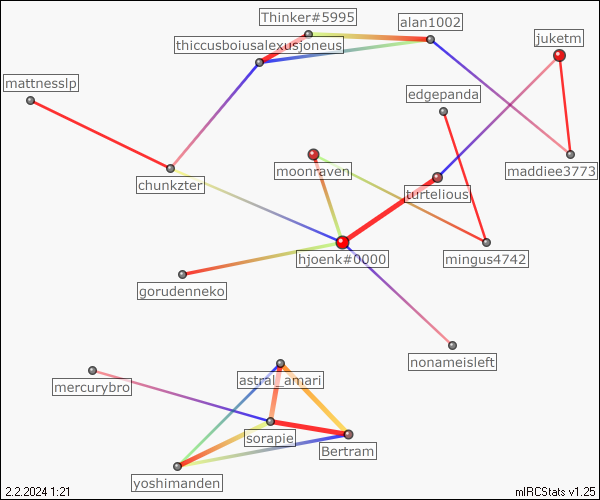 Thinker#5995
alan1002
juketm
thiccusboiusalexusjoneus
mattnesslp
edgepanda
moonraven
maddiee3773
chunkzter
turtelious
hjoenk#0000
mingus4742
gorudenneko
nonameisleft
astral_amari
mercurybro
sorapie
Bertram
yoshimanden
2.2.2024 1:21
mIRCStats v1.25